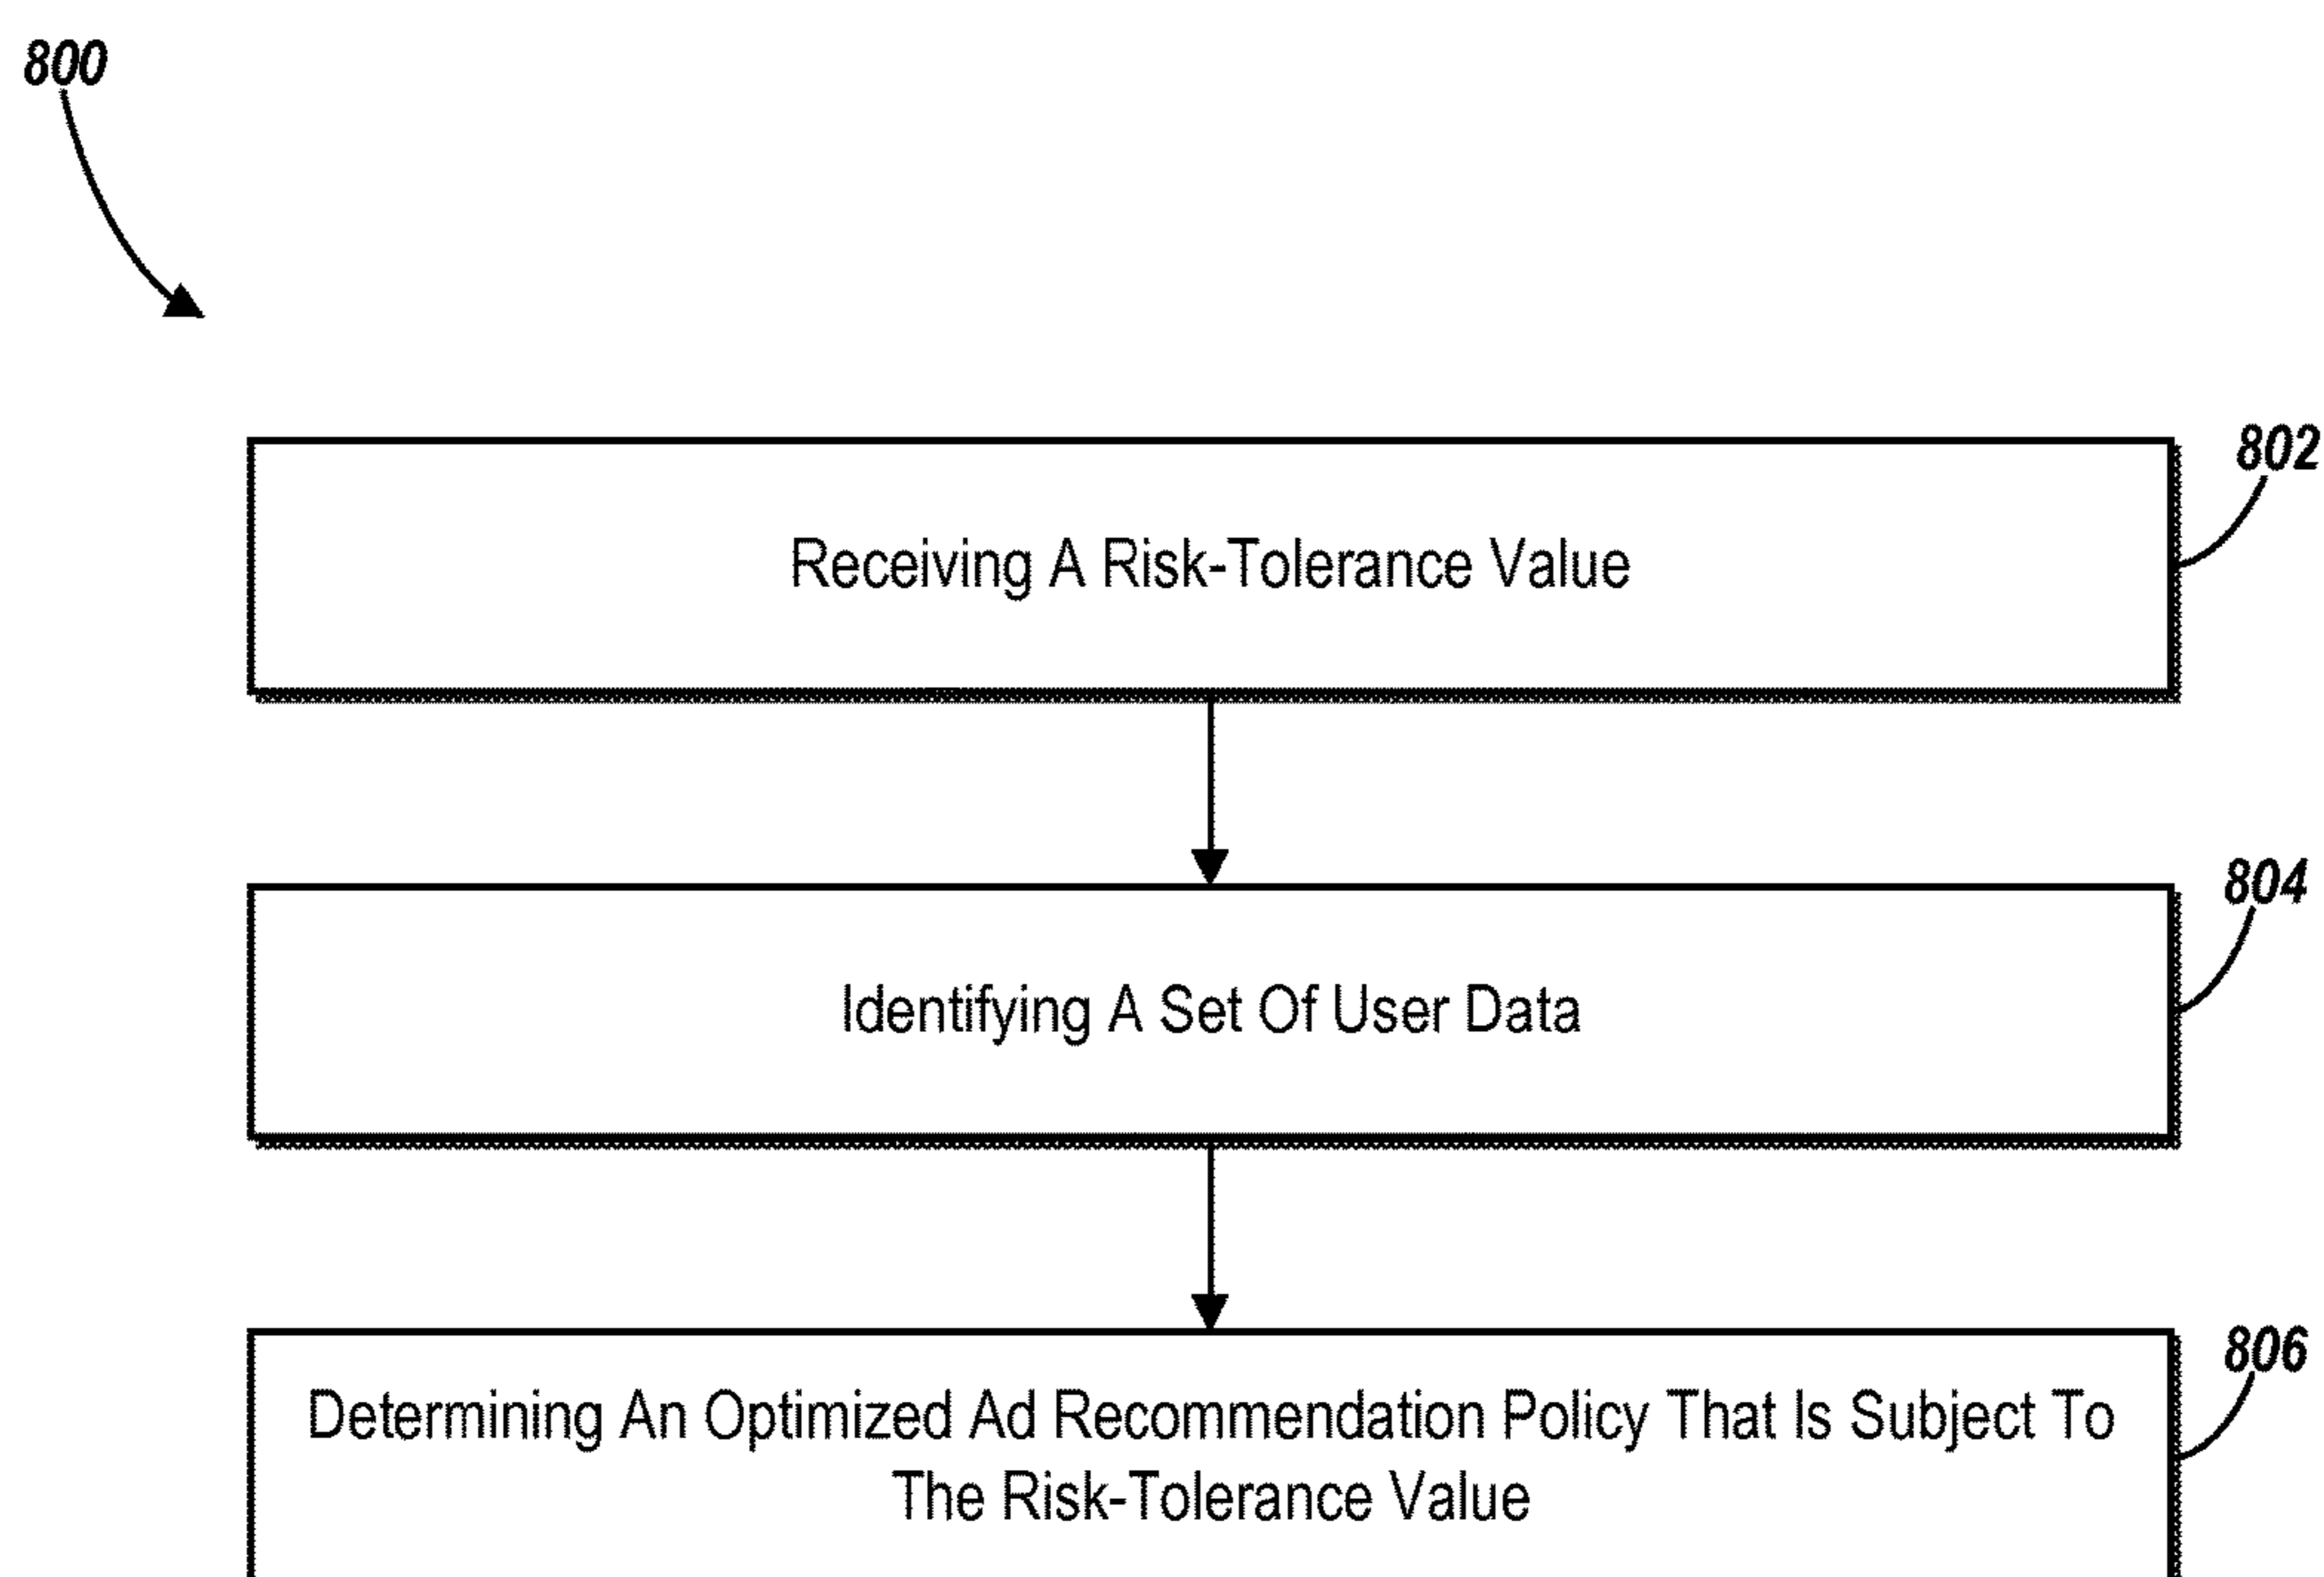 800
802
Receiving A Risk-Tolerance Value
804
Identifying A Set Of User Data
806
Determining An Optimized Ad Recommendation Policy That Is Subject To
The Risk-Tolerance Value